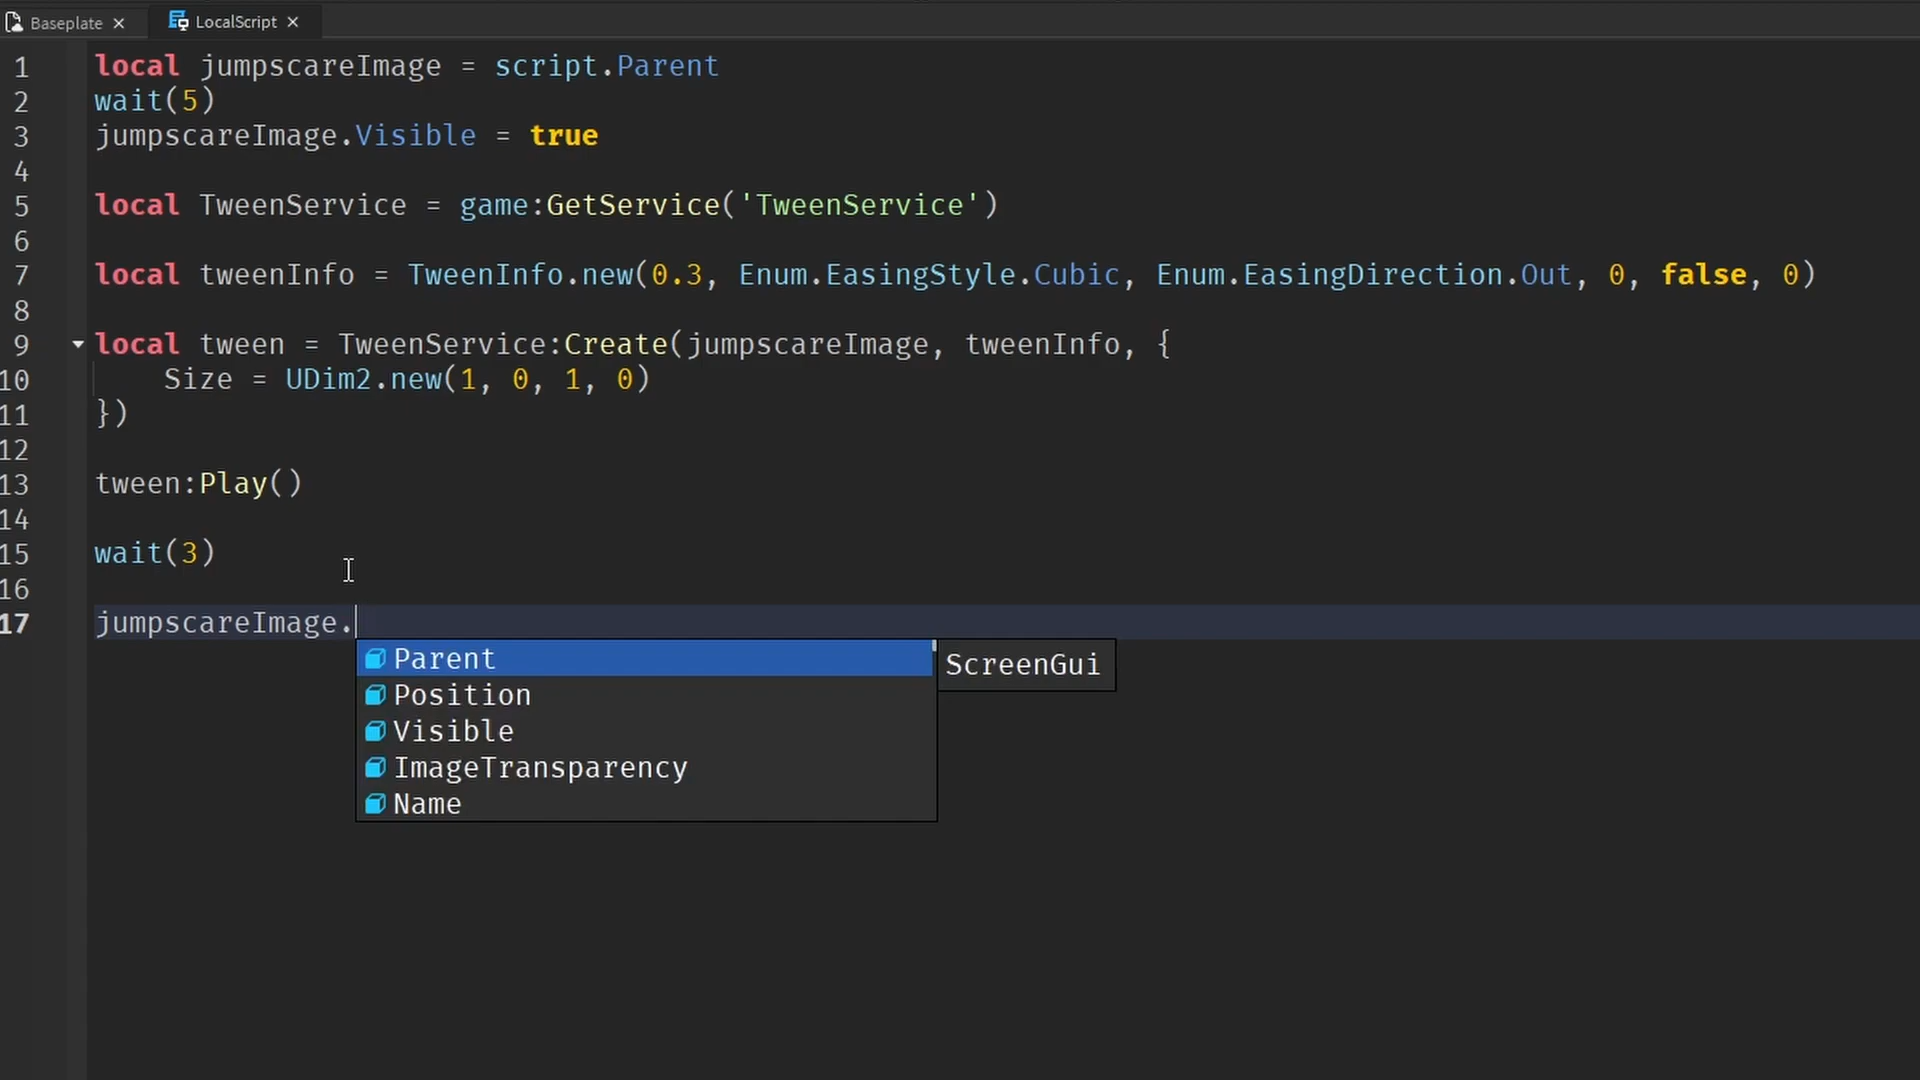 Baseplate
LocalScript
1 local jumpscareImage = script.Parent
2 wait(5)
3 jumpscareImage.Visible = true
4
5 local TweenService = game:GetService('TweenService')
6
7 local tweenInfo = TweenInfo.new(0.3, Enum.EasingStyle.Cubic, Enum.EasingDirection.Out, 0, false, 0)
8
9 local tween = TweenService:Create(jumpscareImage, tweenInfo, {
10 Size = UDim2.new(1, 0, 1, 0)
11 })
12
13 tween:Play()
14
15 wait(3)
16
17 jumpscareImage.
Parent
ScreenGui
Position
Visible
ImageTransparency
Name